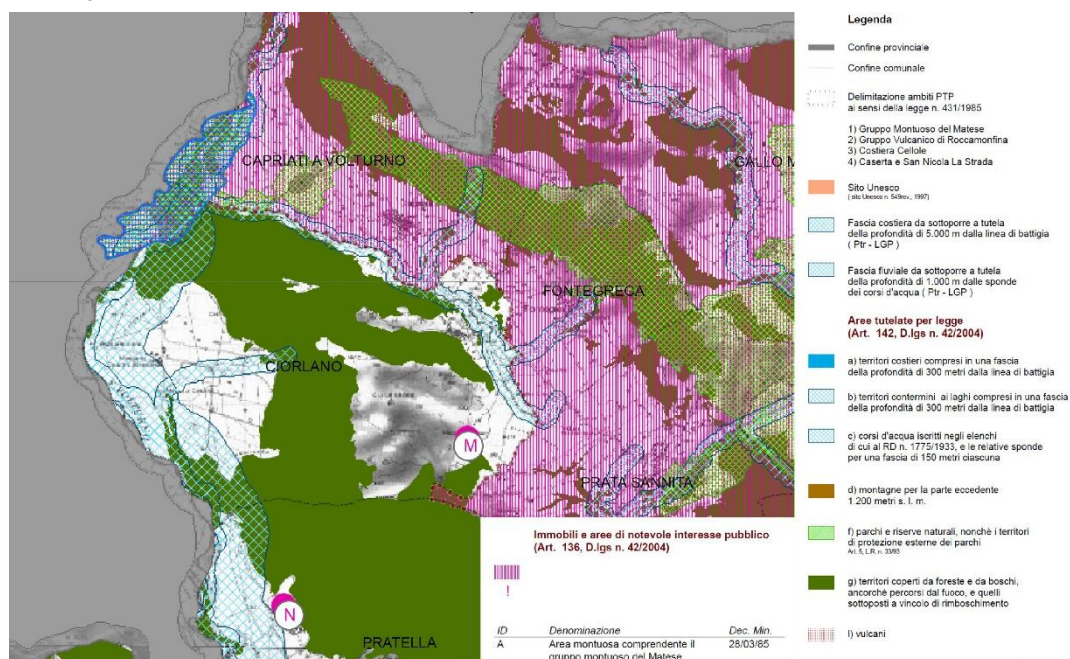 CAPRIATI A VOLTURNO
GALLO M
FONTEGRECA
CIORLANO
M
PRATA SANNITA
N
PRATELLA
Immobili e aree di notevole interesse pubblico
(Art. 136, D.lgs n. 42/2004)
!
ID Denominazione Dec. Min.
A Area montuosa comprendente il 28/03/85
gruppo montuoso del Matese
Legenda
Confine provinciale
Confine comunale
Delimitazione ambiti PTP
ai sensi della legge n. 431/1985
1) Gruppo Montuoso del Matese
2) Gruppo Vulcanico di Roccamonfina
3) Costiera Cellole
4) Caserta e San Nicola La Strada
Sito Unesco
( sito Unesco n. 549rev., 1997)
Fascia costiera da sottoporre a tutela
della profondità di 5.000 m dalla linea di battigia
( Ptr - LGP )
Fascia fluviale da sottoporre a tutela
della profondità di 1.000 m dalle sponde
dei corsi d'acqua ( Ptr - LGP )
Aree tutelate per legge
(Art. 142, D.lgs n. 42/2004)
a) territori costieri compresi in una fascia
della profondità di 300 metri dalla linea di battigia
b) territori contermini ai laghi compresi in una fascia
della profondità di 300 metri dalla linea di battigia
c) corsi d'acqua iscritti negli elenchi
di cui al RD n. 1775/1933, e le relative sponde
per una fascia di 150 metri ciascuna
d) montagne per la parte eccedente
1.200 metri s. l. m.
f) parchi e riserve naturali, nonchè i territori
di protezione esterne dei parchi
Art. 5, L.R. n. 33/93
g) territori coperti da foreste e da boschi,
ancorchè percorsi dal fuoco, e quelli
sottoposti a vincolo di rimboschimento
l) vulcani